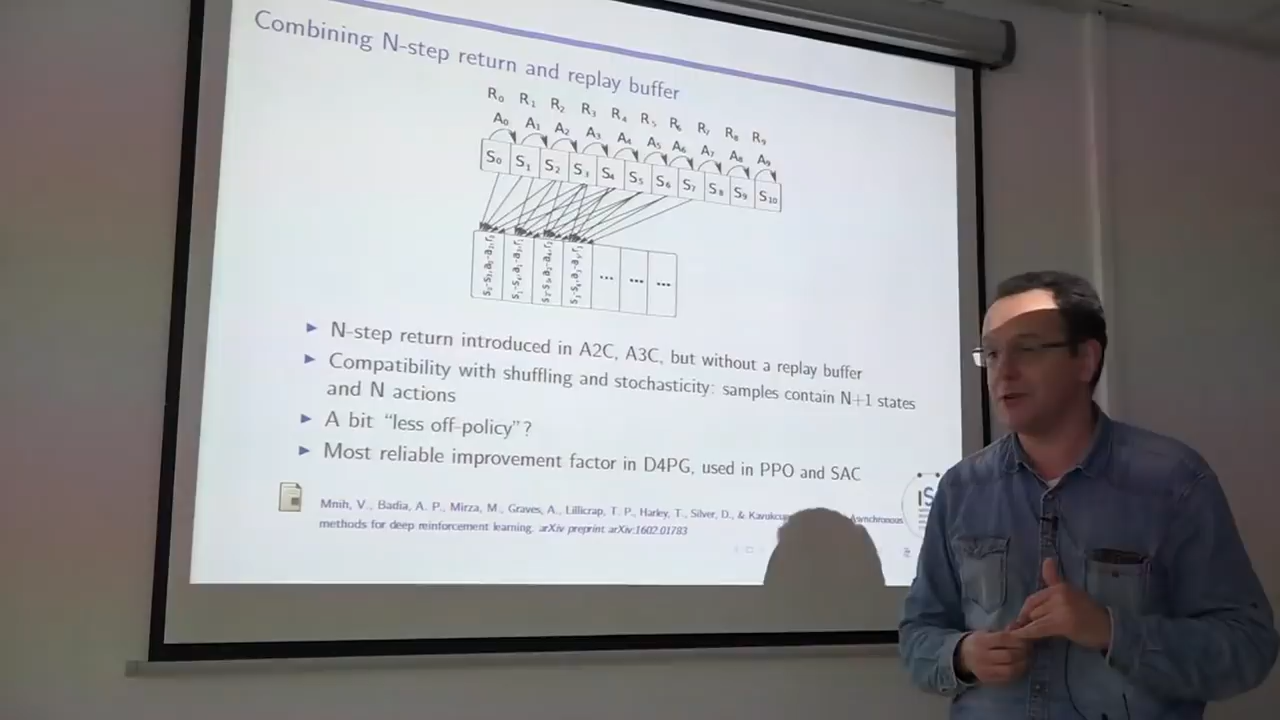 Combining N-step return and replay buffer
R₀ R₁ R₂ R₃ R₄ R₅ R₆ R₇ R₈ R₉
A₀ A₁ A₂ A₃ A₄ A₅ A₆ A₇ A₈ A₉
S₀ S₁ S₂ S₃ S₄ S₅ S₆ S₇ S₈ S₉ S₁₀
... ... ...
▶ N-step return introduced in A2C, A3C, but without a replay buffer
▶ Compatibility with shuffling and stochasticity: samples contain N+1 states
and N actions
▶ A bit “less off-policy”?
▶ Most reliable improvement factor in D4PG, used in PPO and SAC
Mnih, V., Badia, A. P., Mirza, M., Graves, A., Lillicrap, T. P., Harley, T., Silver, D., & Asynchronous
methods for deep reinforcement learning. arXiv preprint arXiv:1602.01783